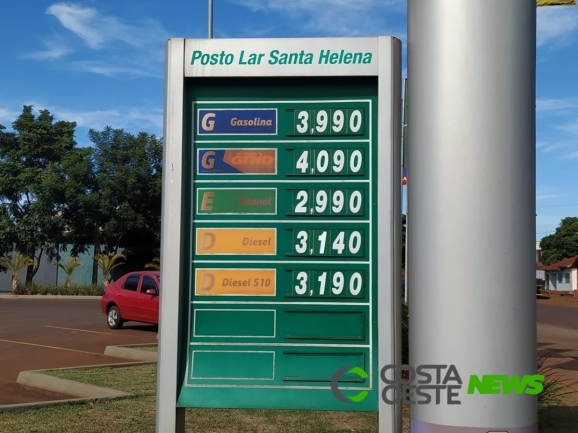 Posto Lar Santa Helena
G Gasolina 3,990
G GRID 4,090
E Etanol 2,990
D Diesel 3,140
D Diesel S10 3,190
COSTA OESTE NEWS